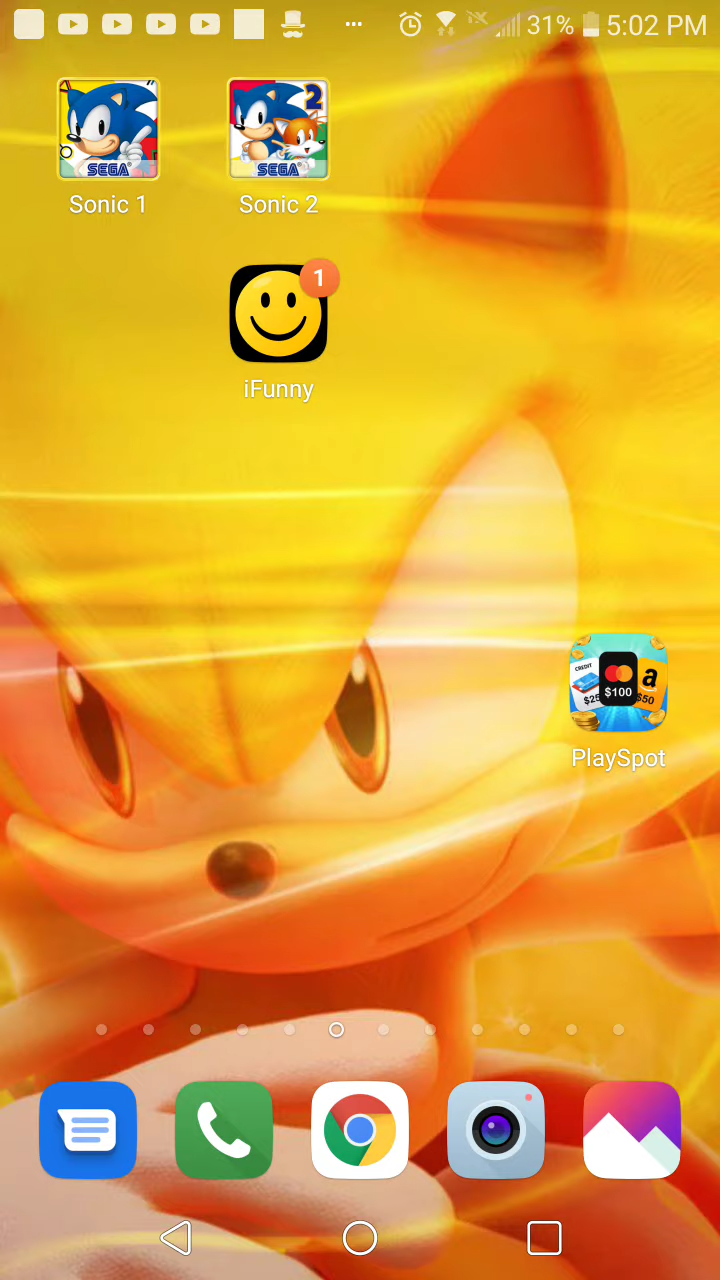 31% 5:02 PM
SEGA
2
SEGA
Sonic 1
Sonic 2
1
iFunny
CREDIT
$100
a
$25
$50
PlaySpot